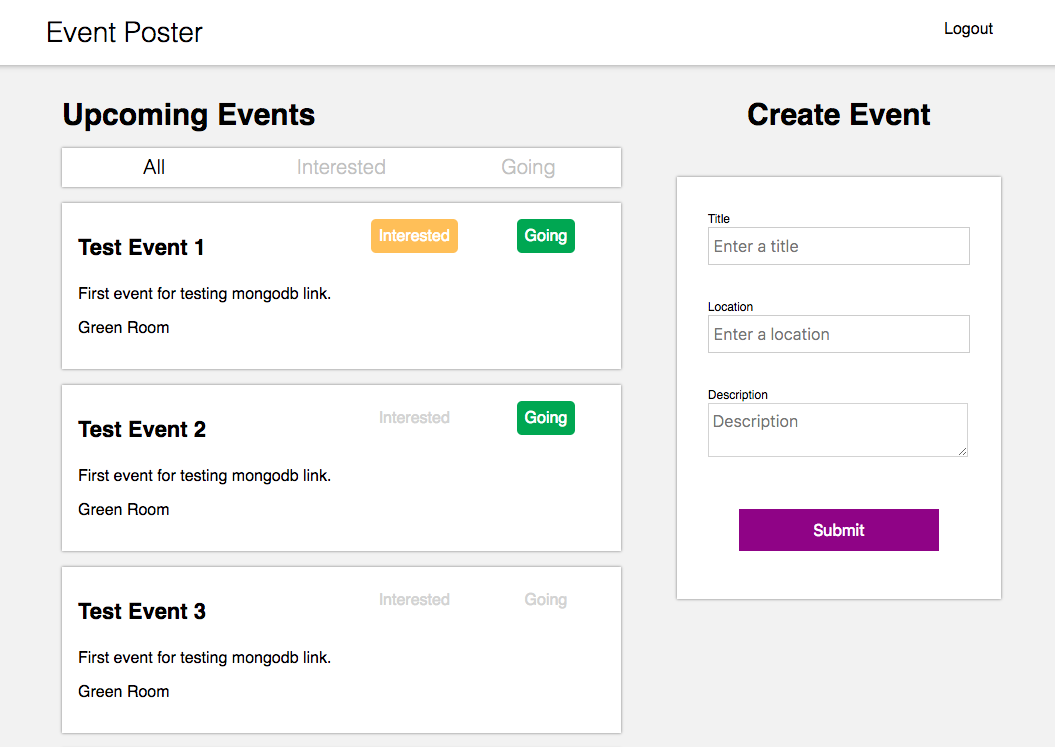 Event Poster
Logout
Upcoming Events
All Interested Going
Test Event 1
Interested Going
First event for testing mongodb link.
Green Room
Test Event 2
Interested Going
First event for testing mongodb link.
Green Room
Test Event 3
Interested Going
First event for testing mongodb link.
Green Room
Create Event
Title
Enter a title
Location
Enter a location
Description
Description
Submit